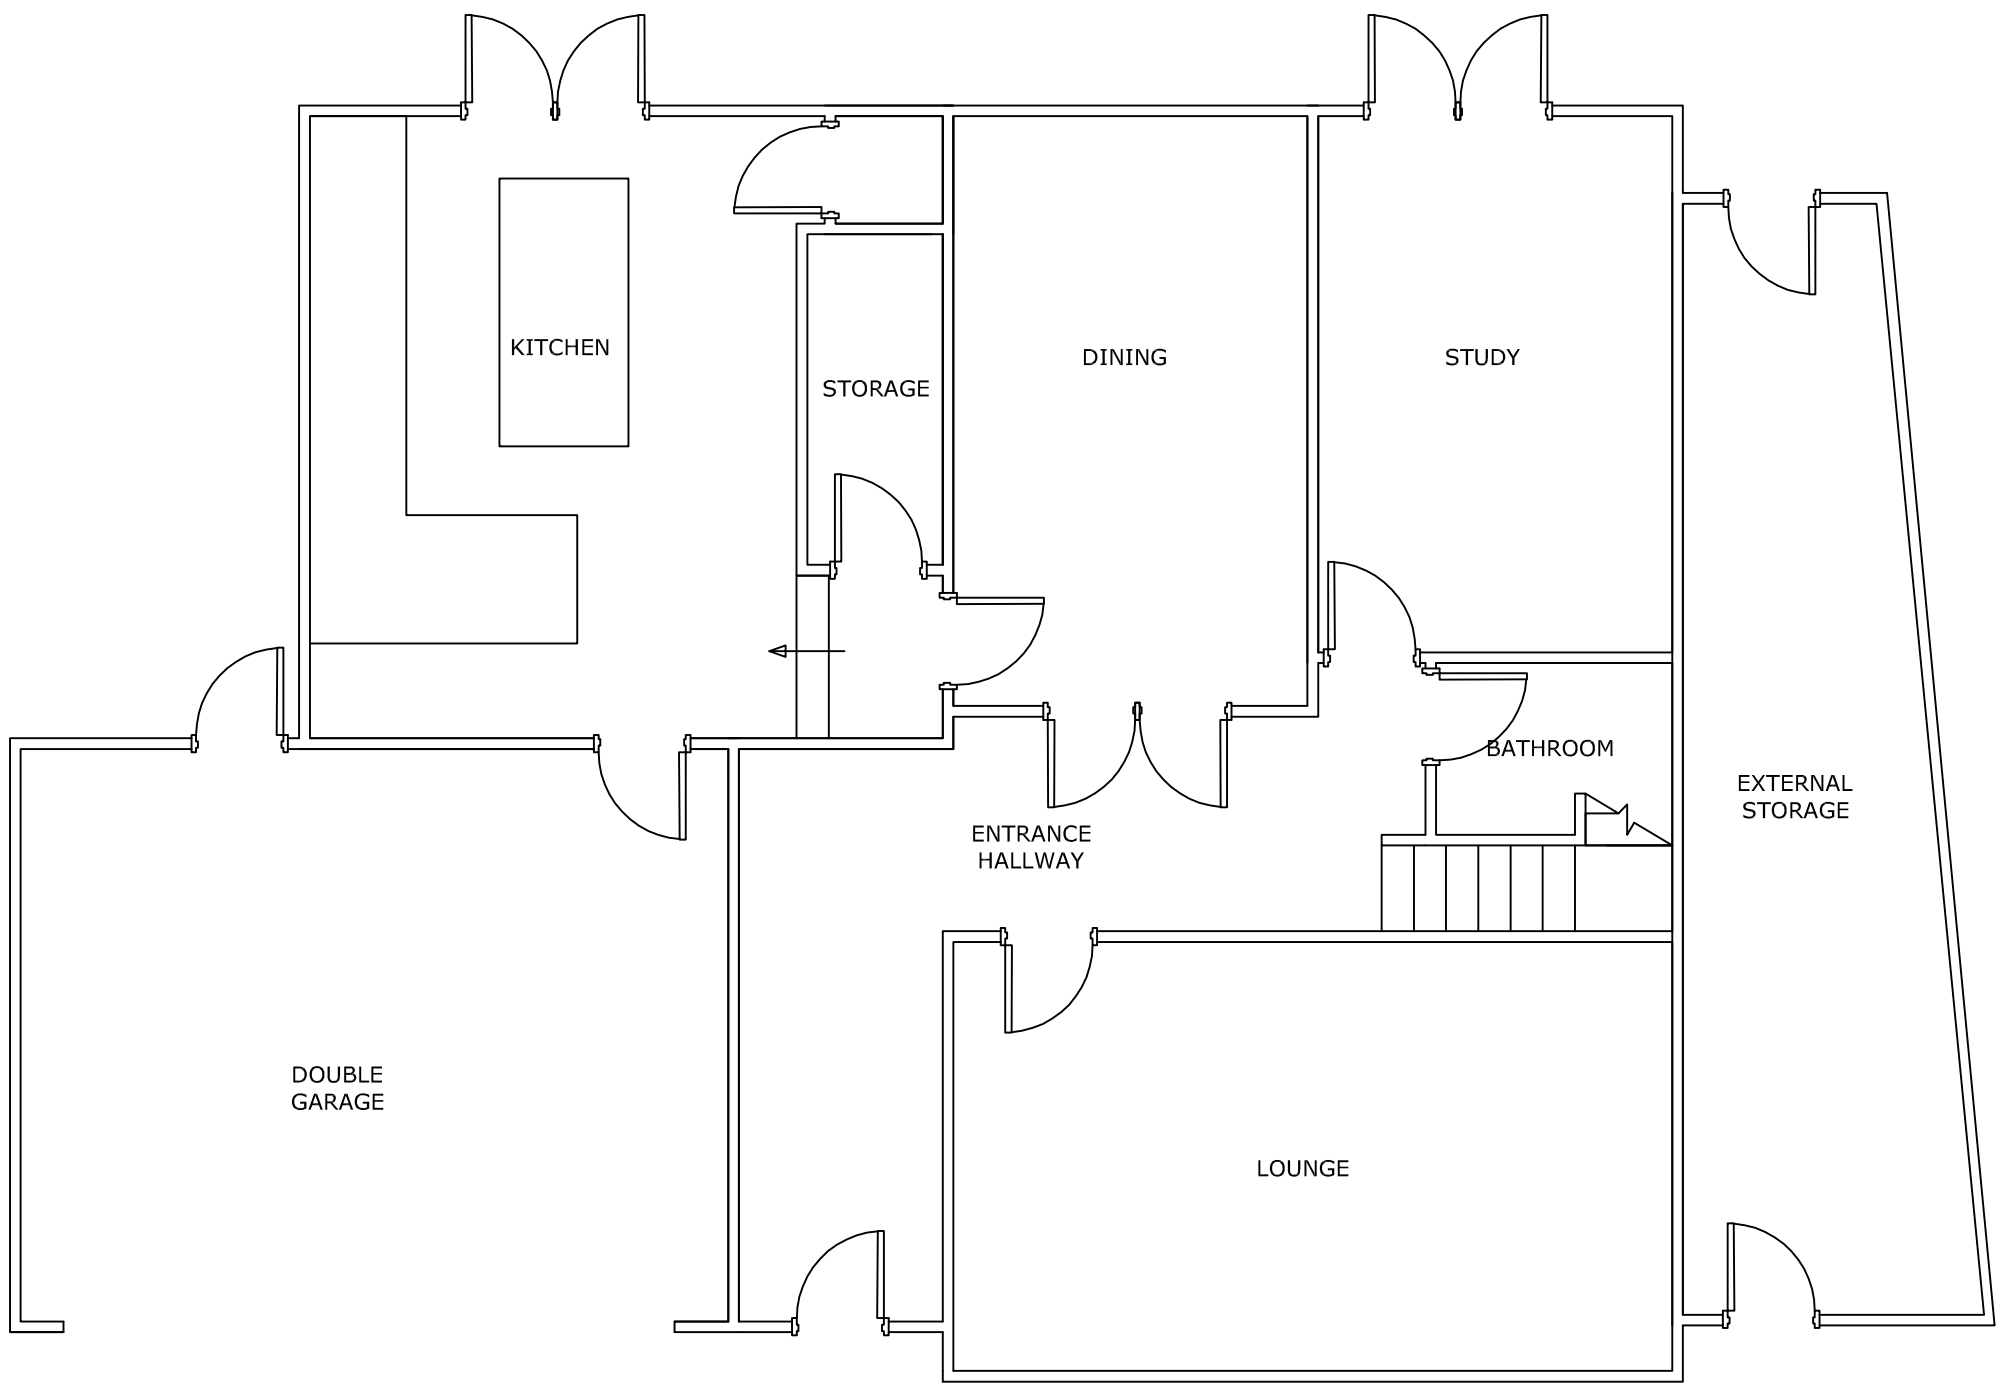 KITCHEN
STORAGE
DINING
STUDY
BATHROOM
EXTERNAL
STORAGE
ENTRANCE
HALLWAY
DOUBLE
GARAGE
LOUNGE